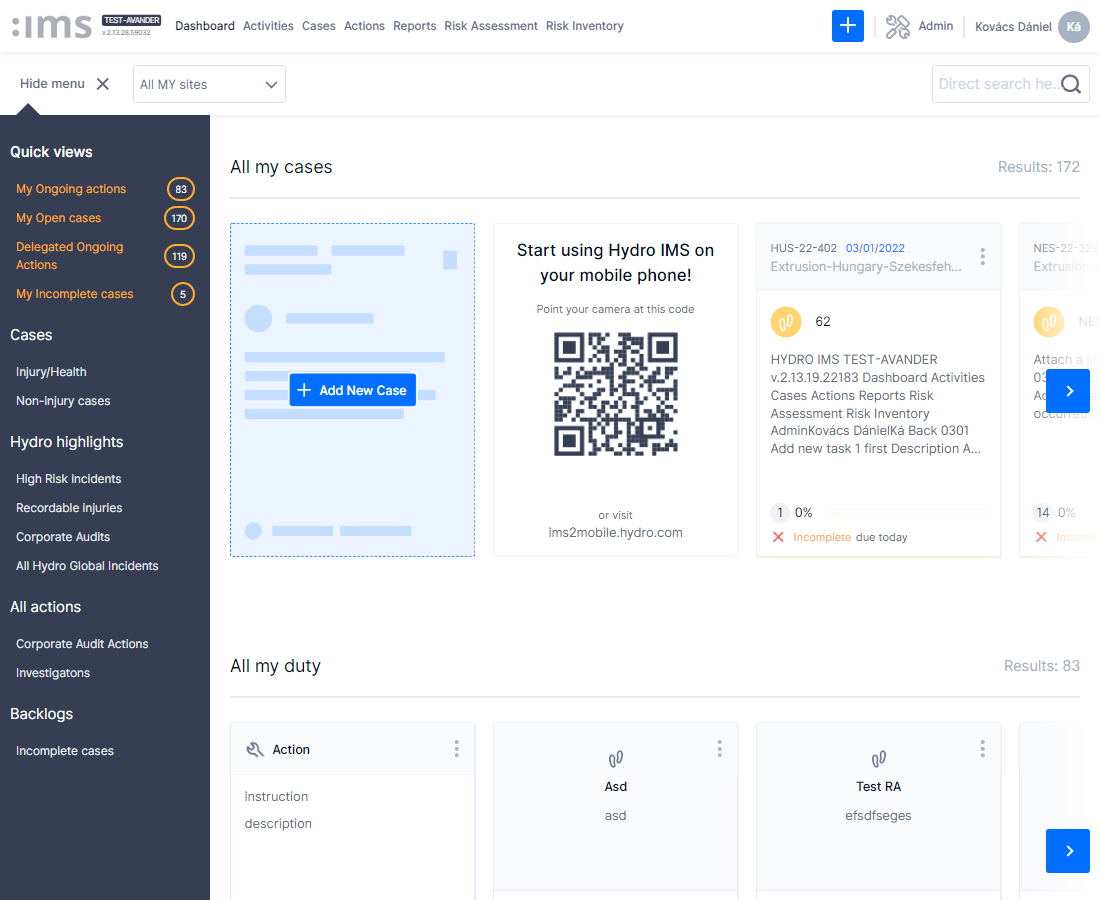 :ims TEST-AVANDER
v.2.13.28.59032
Dashboard Activities Cases Actions Reports Risk Assessment Risk Inventory
Admin Kovács Dániel Ká
Hide menu
All MY sites
Direct search he...
Quick views
My Ongoing actions 83
My Open cases 170
Delegated Ongoing
Actions
119
My Incomplete cases 5
Cases
Injury/Health
Non-injury cases
Hydro highlights
High Risk Incidents
Recordable injuries
Corporate Audits
All Hydro Global Incidents
All actions
Corporate Audit Actions
Investigatons
Backlogs
Incomplete cases
All my cases
Results: 172
Add New Case
Start using Hydro IMS on
your mobile phone!
Point your camera at this code
or visit
ims2mobile.hydro.com
HUS-22-402 03/01/2022
Extrusion-Hungary-Szekesfeh...
62
HYDRO IMS TEST-AVANDER
v.2.13.19.22183 Dashboard Activities
Cases Actions Reports Risk
Assessment Risk Inventory
AdminKovács DánielKá Back 0301
Add new task 1 first Description A...
1 0%
Incomplete due today
NES-22-329
Extrusion-
NE
Attach a
03
occurred
14 0%
All my duty
Results: 83
Action
instruction
description
Asd
asd
Test RA
efsdfseges